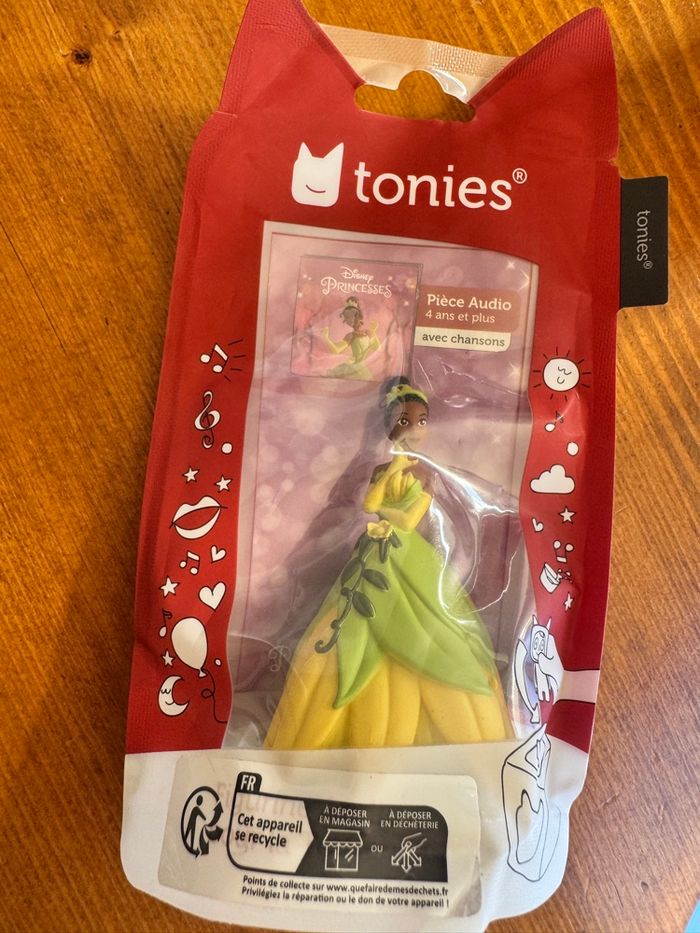 tonies®
tonies®
Disney
PRINCESSES
Pièce Audio
4 ans et plus
avec chansons
FR
Cet appareil
se recycle
À DÉPOSER
EN MAGASIN
OU
À DÉPOSER
EN DÉCHÈTERIE
Points de collecte sur www.quefairedemesdechets.fr
Privilégiez la réparation ou le don de votre appareil !